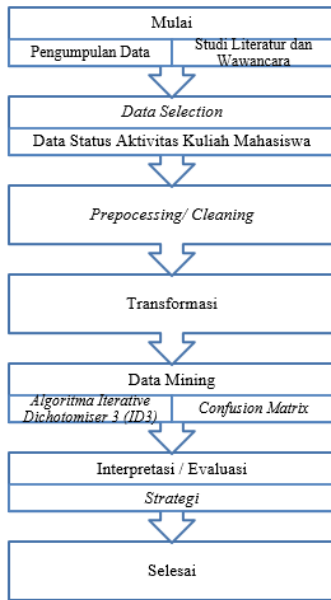 Mulai
Pengumpulan Data
Studi Literatur dan
Wawancara
Data Selection
Data Status Aktivitas Kuliah Mahasiswa
Prepocessing/ Cleaning
Transformasi
Data Mining
Algoritma Iterative
Dichotomiser 3 (ID3)
Confusion Matrix
Interpretasi / Evaluasi
Strategi
Selesai